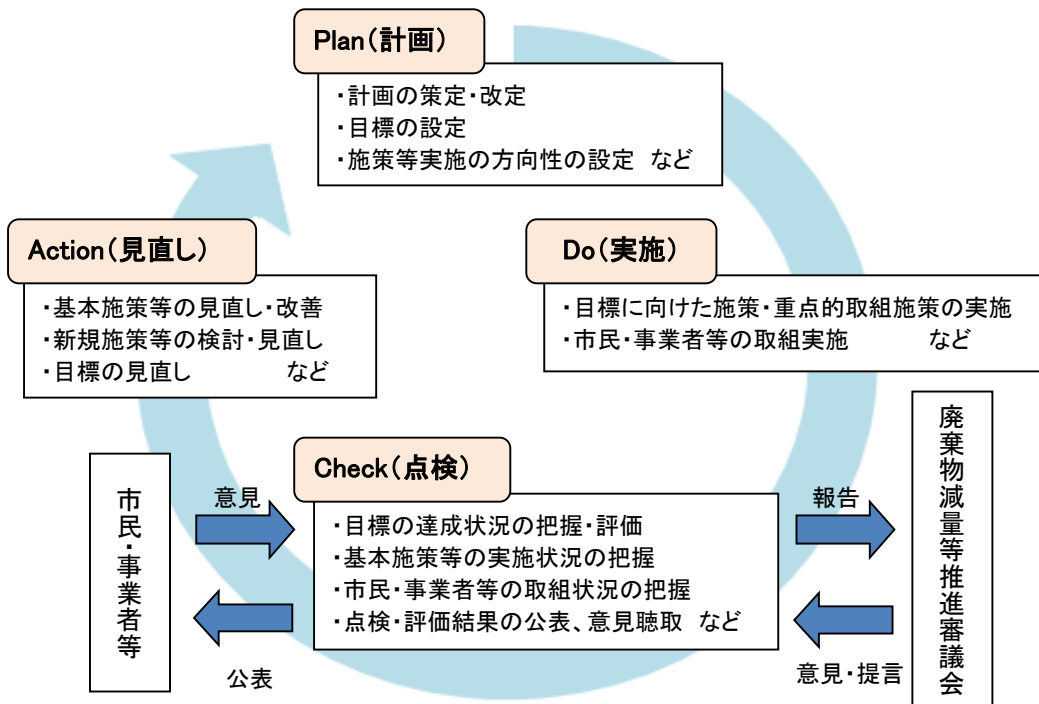 Plan(計画)
・計画の策定・改定
・目標の設定
・施策等実施の方向性の設定 など
Action(見直し)
・基本施策等の見直し・改善
・新規施策等の検討・見直し
・目標の見直し など
Do(実施)
・目標に向けた施策・重点的取組施策の実施
・市民・事業者等の取組実施 など
Check(点検)
・目標の達成状況の把握・評価
・基本施策等の実施状況の把握
・市民・事業者等の取組状況の把握
・点検・評価結果の公表、意見聴取 など
市民・事業者等
意見
公表
報告
意見・提言
廃棄物減量等推進審議会